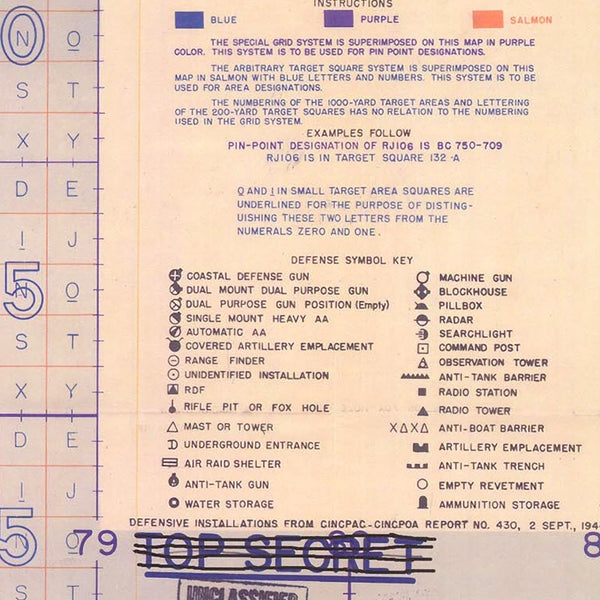 INSTRUCTIONS
BLUE PURPLE SALMON
THE SPECIAL GRID SYSTEM IS SUPERIMPOSED ON THIS MAP IN PURPLE
COLOR. THIS SYSTEM IS TO BE USED FOR PIN POINT DESIGNATIONS.
THE ARBITRARY TARGET SQUARE SYSTEM IS SUPERIMPOSED ON THIS
MAP IN SALMON WITH BLUE LETTERS AND NUMBERS. THIS SYSTEM IS TO BE
USED FOR AREA DESIGNATIONS.
THE NUMBERING OF THE 1000-YARD TARGET AREAS AND LETTERING
OF THE 200-YARD TARGET SQUARES HAS NO RELATION TO THE NUMBERING
USED IN THE GRID SYSTEM.
EXAMPLES FOLLOW
PIN-POINT DESIGNATION OF RJ106 IS BC 750-709
RJ106 IS IN TARGET SQUARE 132 -A
O AND I IN SMALL TARGET AREA SQUARES ARE
UNDERLINED FOR THE PURPOSE OF DISTING-
UISHING THESE TWO LETTERS FROM THE
NUMERALS ZERO AND ONE.
DEFENSE SYMBOL KEY
COASTAL DEFENSE GUN
DUAL MOUNT DUAL PURPOSE GUN
DUAL PURPOSE GUN POSITION (Empty)
SINGLE MOUNT HEAVY AA
AUTOMATIC AA
COVERED ARTILLERY EMPLACEMENT
RANGE FINDER
UNIDENTIFIED INSTALLATION
RDF
RIFLE PIT OR FOX HOLE
MAST OR TOWER
UNDERGROUND ENTRANCE
AIR RAID SHELTER
ANTI-TANK GUN
WATER STORAGE
MACHINE GUN
BLOCKHOUSE
PILLBOX
RADAR
SEARCHLIGHT
COMMAND POST
OBSERVATION TOWER
ANTI-TANK BARRIER
RADIO STATION
RADIO TOWER
ANTI-BOAT BARRIER
ARTILLERY EMPLACEMENT
ANTI-TANK TRENCH
EMPTY REVETMENT
AMMUNITION STORAGE
DEFENSIVE INSTALLATIONS FROM CINCPAC-CINCPOA REPORT NO. 430, 2 SEPT., 194
79 TOP SECRET 8
UNCLASSIFIED
N O
S T
X Y
D E
I J
5 N O
S T
X Y
D E
I J
5 N O
S T